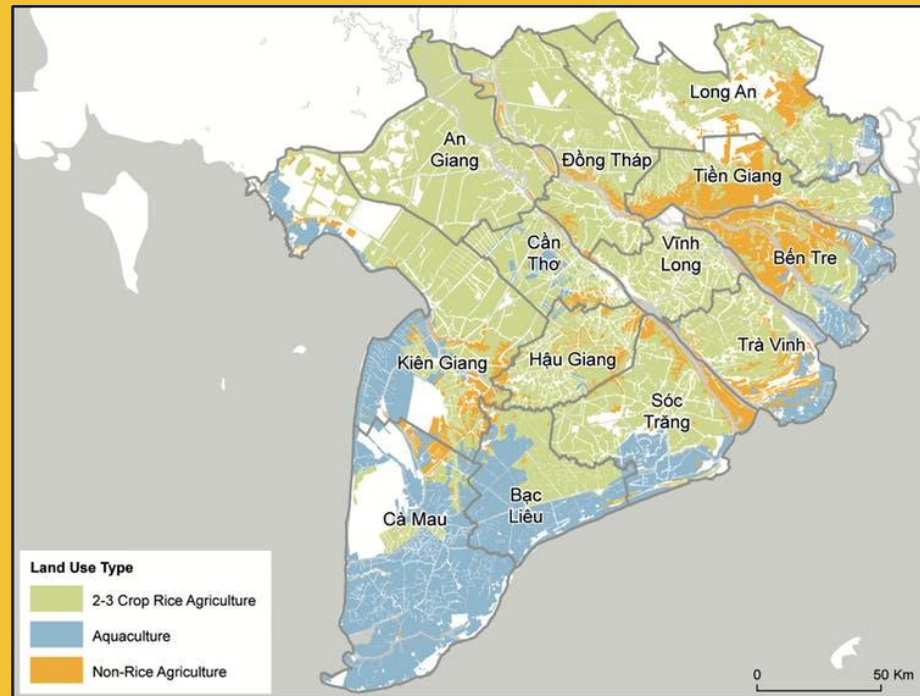 Long An
An
Giang
Đồng Tháp
Tiền Giang
Cần
Thơ
Vĩnh
Long
Bến Tre
Kiên Giang
Hậu Giang
Trà Vinh
Sóc
Trăng
Bạc
Liêu
Cà Mau
Land Use Type
2-3 Crop Rice Agriculture
Aquaculture
Non-Rice Agriculture
0 50 Km